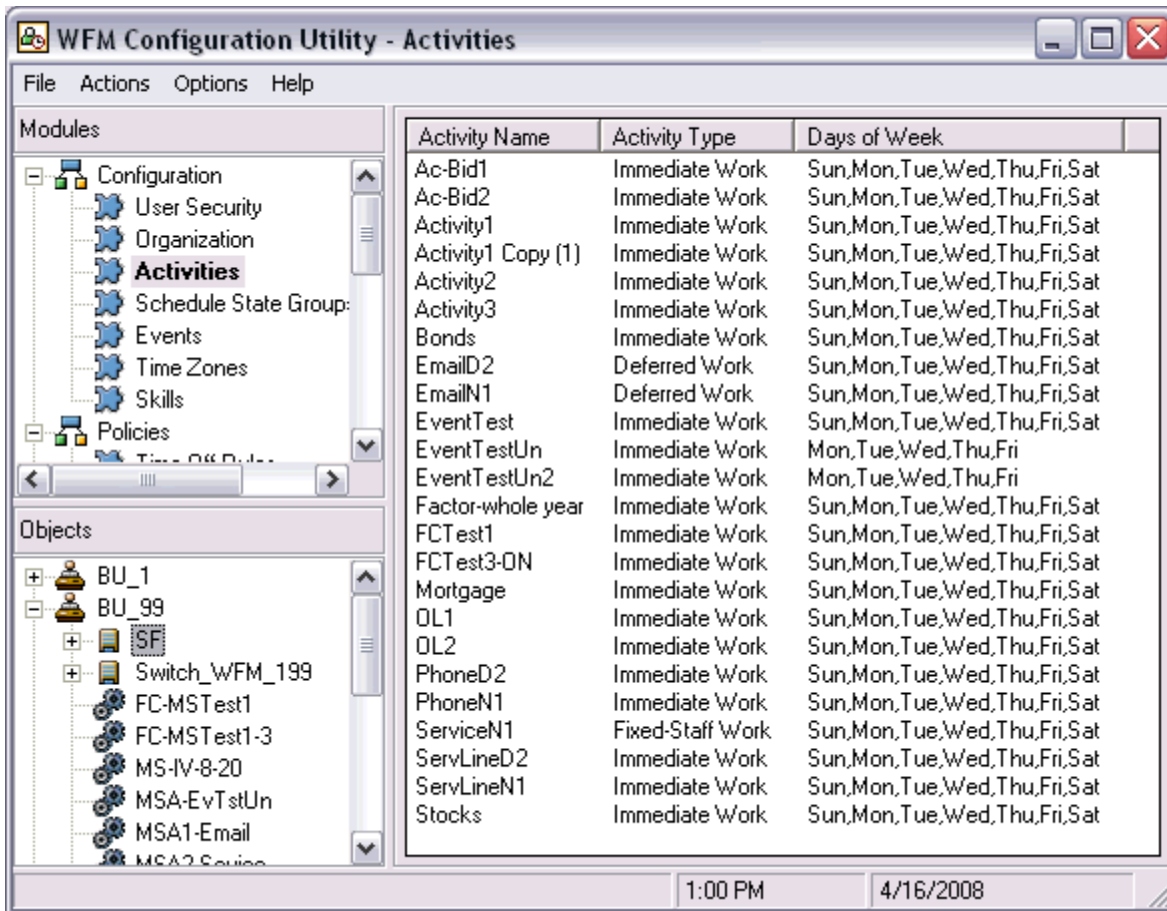 WFM Configuration Utility - Activities
File Actions Options Help
Modules
Configuration
User Security
Organization
Activities
Schedule State Group
Events
Time Zones
Skills
Policies
Time Off Rules
Objects
BU_1
BU_99
SF
Switch_WFM_199
FC-MSTest1
FC-MSTest1-3
MS-IV-8-20
MSA-EvTstUn
MSA1-Email
Activity Name Activity Type Days of Week
Ac-Bid1 Immediate Work Sun,Mon,Tue,Wed,Thu,Fri,Sat
Ac-Bid2 Immediate Work Sun,Mon,Tue,Wed,Thu,Fri,Sat
Activity1 Immediate Work Sun,Mon,Tue,Wed,Thu,Fri,Sat
Activity1 Copy (1) Immediate Work Sun,Mon,Tue,Wed,Thu,Fri,Sat
Activity2 Immediate Work Sun,Mon,Tue,Wed,Thu,Fri,Sat
Activity3 Immediate Work Sun,Mon,Tue,Wed,Thu,Fri,Sat
Bonds Immediate Work Sun,Mon,Tue,Wed,Thu,Fri,Sat
EmailD2 Deferred Work Sun,Mon,Tue,Wed,Thu,Fri,Sat
EmailN1 Deferred Work Sun,Mon,Tue,Wed,Thu,Fri,Sat
EventTest Immediate Work Sun,Mon,Tue,Wed,Thu,Fri,Sat
EventTestUn Immediate Work Mon,Tue,Wed,Thu,Fri
EventTestUn2 Immediate Work Mon,Tue,Wed,Thu,Fri
Factor-whole year Immediate Work Sun,Mon,Tue,Wed,Thu,Fri,Sat
FCTest1 Immediate Work Sun,Mon,Tue,Wed,Thu,Fri,Sat
FCTest3-ON Immediate Work Sun,Mon,Tue,Wed,Thu,Fri,Sat
Mortgage Immediate Work Sun,Mon,Tue,Wed,Thu,Fri,Sat
OL1 Immediate Work Sun,Mon,Tue,Wed,Thu,Fri,Sat
OL2 Immediate Work Sun,Mon,Tue,Wed,Thu,Fri,Sat
PhoneD2 Immediate Work Sun,Mon,Tue,Wed,Thu,Fri,Sat
PhoneN1 Immediate Work Sun,Mon,Tue,Wed,Thu,Fri,Sat
ServiceN1 Fixed-Staff Work Sun,Mon,Tue,Wed,Thu,Fri,Sat
ServLineD2 Immediate Work Sun,Mon,Tue,Wed,Thu,Fri,Sat
ServLineN1 Immediate Work Sun,Mon,Tue,Wed,Thu,Fri,Sat
Stocks Immediate Work Sun,Mon,Tue,Wed,Thu,Fri,Sat
1:00 PM 4/16/2008